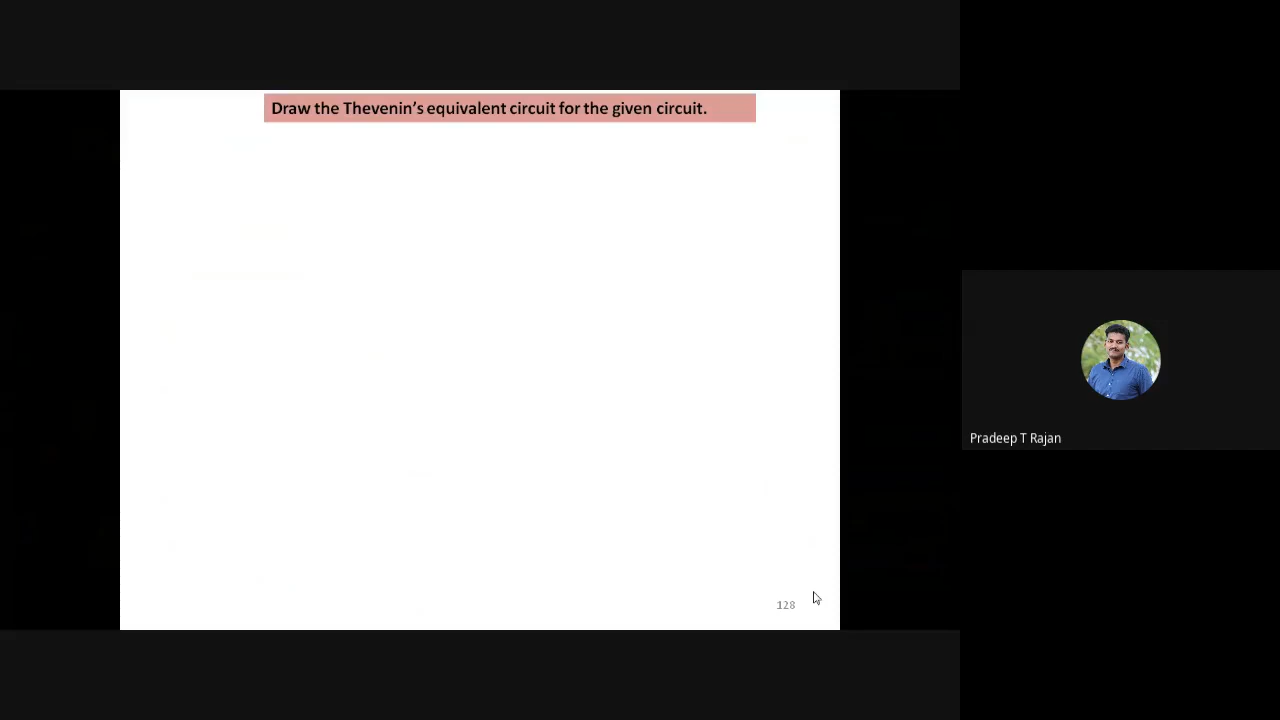 Draw the Thevenin’s equivalent circuit for the given circuit.
Pradeep T Rajan
128